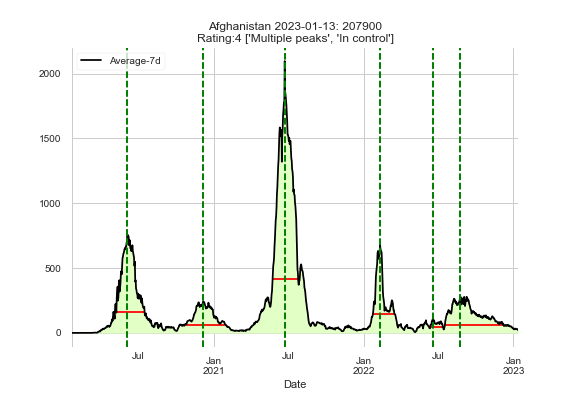 Afghanistan 2023-01-13: 207900
Rating:4 ['Multiple peaks', 'In control']
Average-7d
2000
1500
1000
500
0
Jul Jan Jul Jan Jul Jan
2021 2022 2023
Date